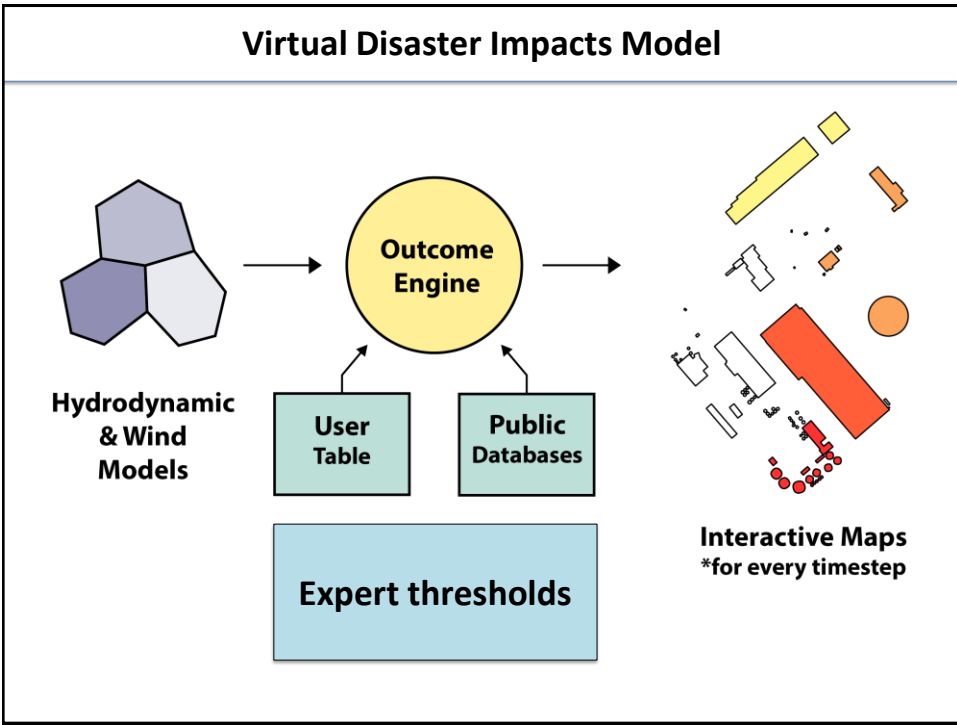 Virtual Disaster Impacts Model
Outcome
Engine
Hydrodynamic
& Wind
Models
User
Table
Public
Databases
Expert thresholds
Interactive Maps
*for every timestep